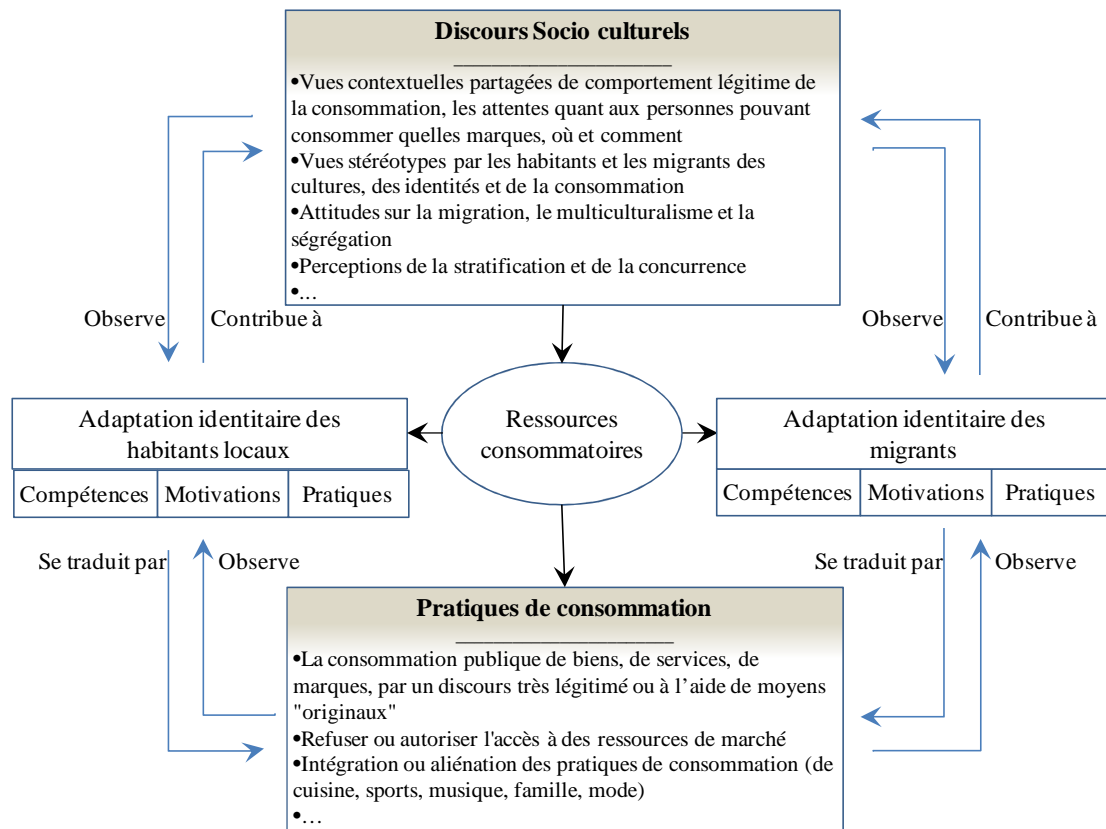 Discours Socio culturels
•Vues contextuelles partagées de comportement légitime de
la consommation, les attentes quant aux personnes pouvant
consommer quelles marques, où et comment
•Vues stéréotypes par les habitants et les migrants des
cultures, des identités et de la consommation
•Attitudes sur la migration, le multiculturalisme et la
ségrégation
•Perceptions de la stratification et de la concurrence
•...
Observe
Contribue à
Observe
Contribue à
Adaptation identitaire des
habitants locaux
Compétences
Motivations
Pratiques
Ressources
consommatoires
Adaptation identitaire des
migrants
Compétences
Motivations
Pratiques
Se traduit par
Observe
Se traduit par
Observe
Pratiques de consommation
•La consommation publique de biens, de services, de
marques, par un discours très légitimé ou à l’aide de moyens
"originaux"
•Refuser ou autoriser l'accès à des ressources de marché
•Intégration ou aliénation des pratiques de consommation (de
cuisine, sports, musique, famille, mode)
•…